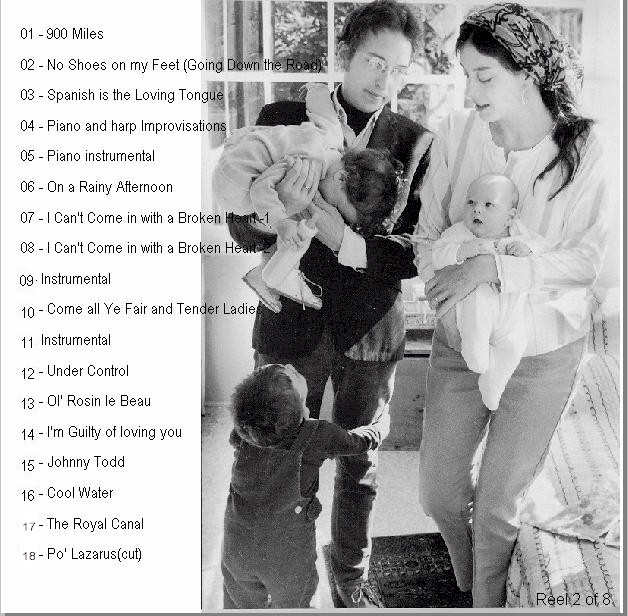 01 - 900 Miles
02 - No Shoes on my Feet (Going Down the Road)
03 - Spanish is the Loving Tongue
04 - Piano and harp Improvisations
05 - Piano instrumental
06 - On a Rainy Afternoon
07 - I Can't Come in with a Broken Heart -1
08 - I Can't Come in with a Broken Heart -2
09· Instrumental
10 - Come all Ye Fair and Tender Ladies
11 Instrumental
12 - Under Control
13 - Ol' Rosin le Beau
14 - I'm Guilty of loving you
15 - Johnny Todd
16 - Cool Water
17 - The Royal Canal
18 - Po' Lazarus(cut)
Reel 2 of 8.